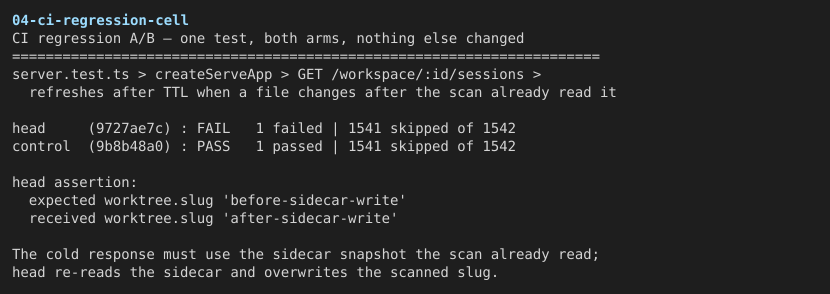 04-ci-regression-cell
CI regression A/B — one test, both arms, nothing else changed
======================================================================
server.test.ts > createServeApp > GET /workspace/:id/sessions >
  refreshes after TTL when a file changes after the scan already read it
head     (9727ae7c) : FAIL   1 failed | 1541 skipped of 1542
control  (9b8b48a0) : PASS   1 passed | 1541 skipped of 1542
head assertion:
  expected worktree.slug 'before-sidecar-write'
  received worktree.slug 'after-sidecar-write'
The cold response must use the sidecar snapshot the scan already read;
head re-reads the sidecar and overwrites the scanned slug.